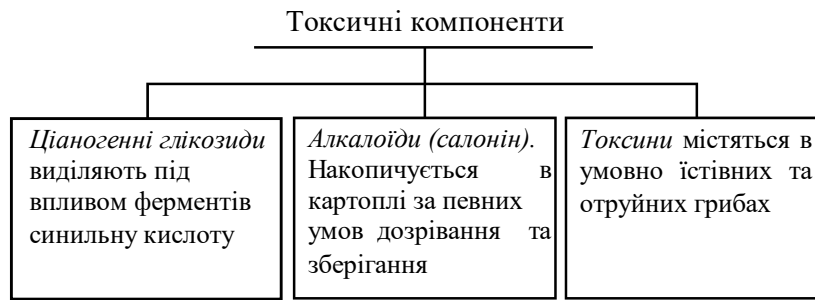 Токсичні компоненти
Ціаногенні глікозиди
виділяють під
впливом ферментів
синильну кислоту
Алкалоїди (салонін).
Накопичується в
картоплі за певних
умов дозрівання та
зберігання
Токсини містяться в
умовно їстівних та
отруйних грибах